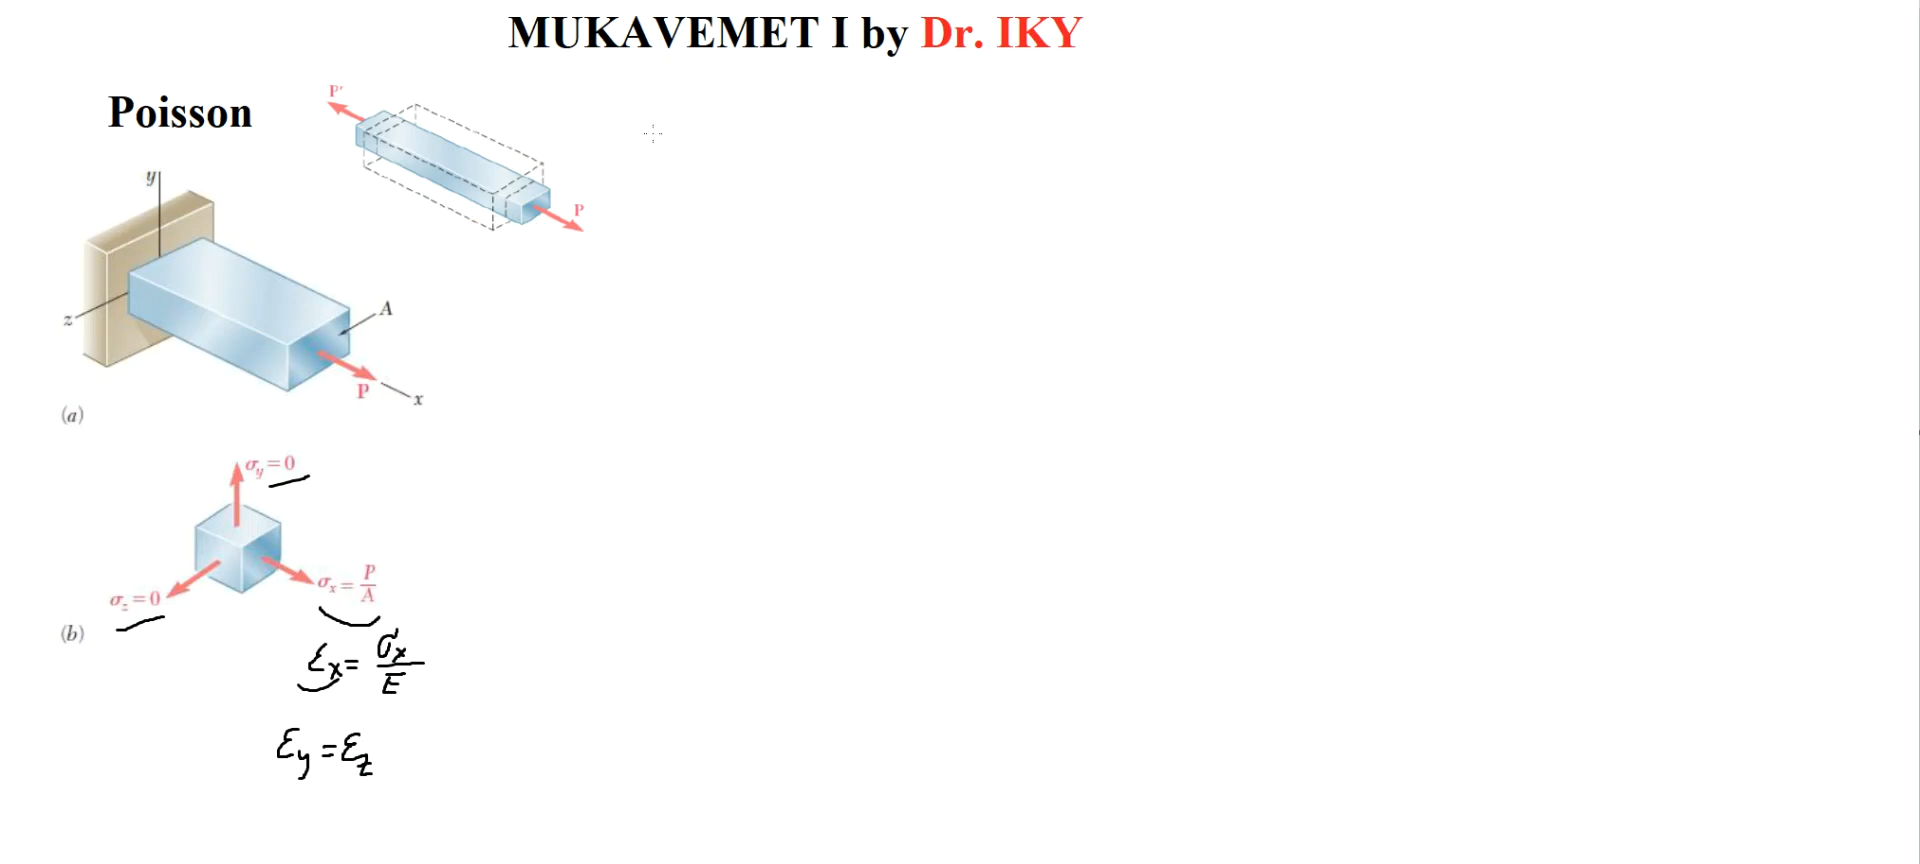 MUKAVEMET I by Dr. IKY
Poisson
P'
P
y
z
A
P
x
(a)
σy = 0
σx = P/A
σz = 0
(b)
εx = σx/E
εy = εz